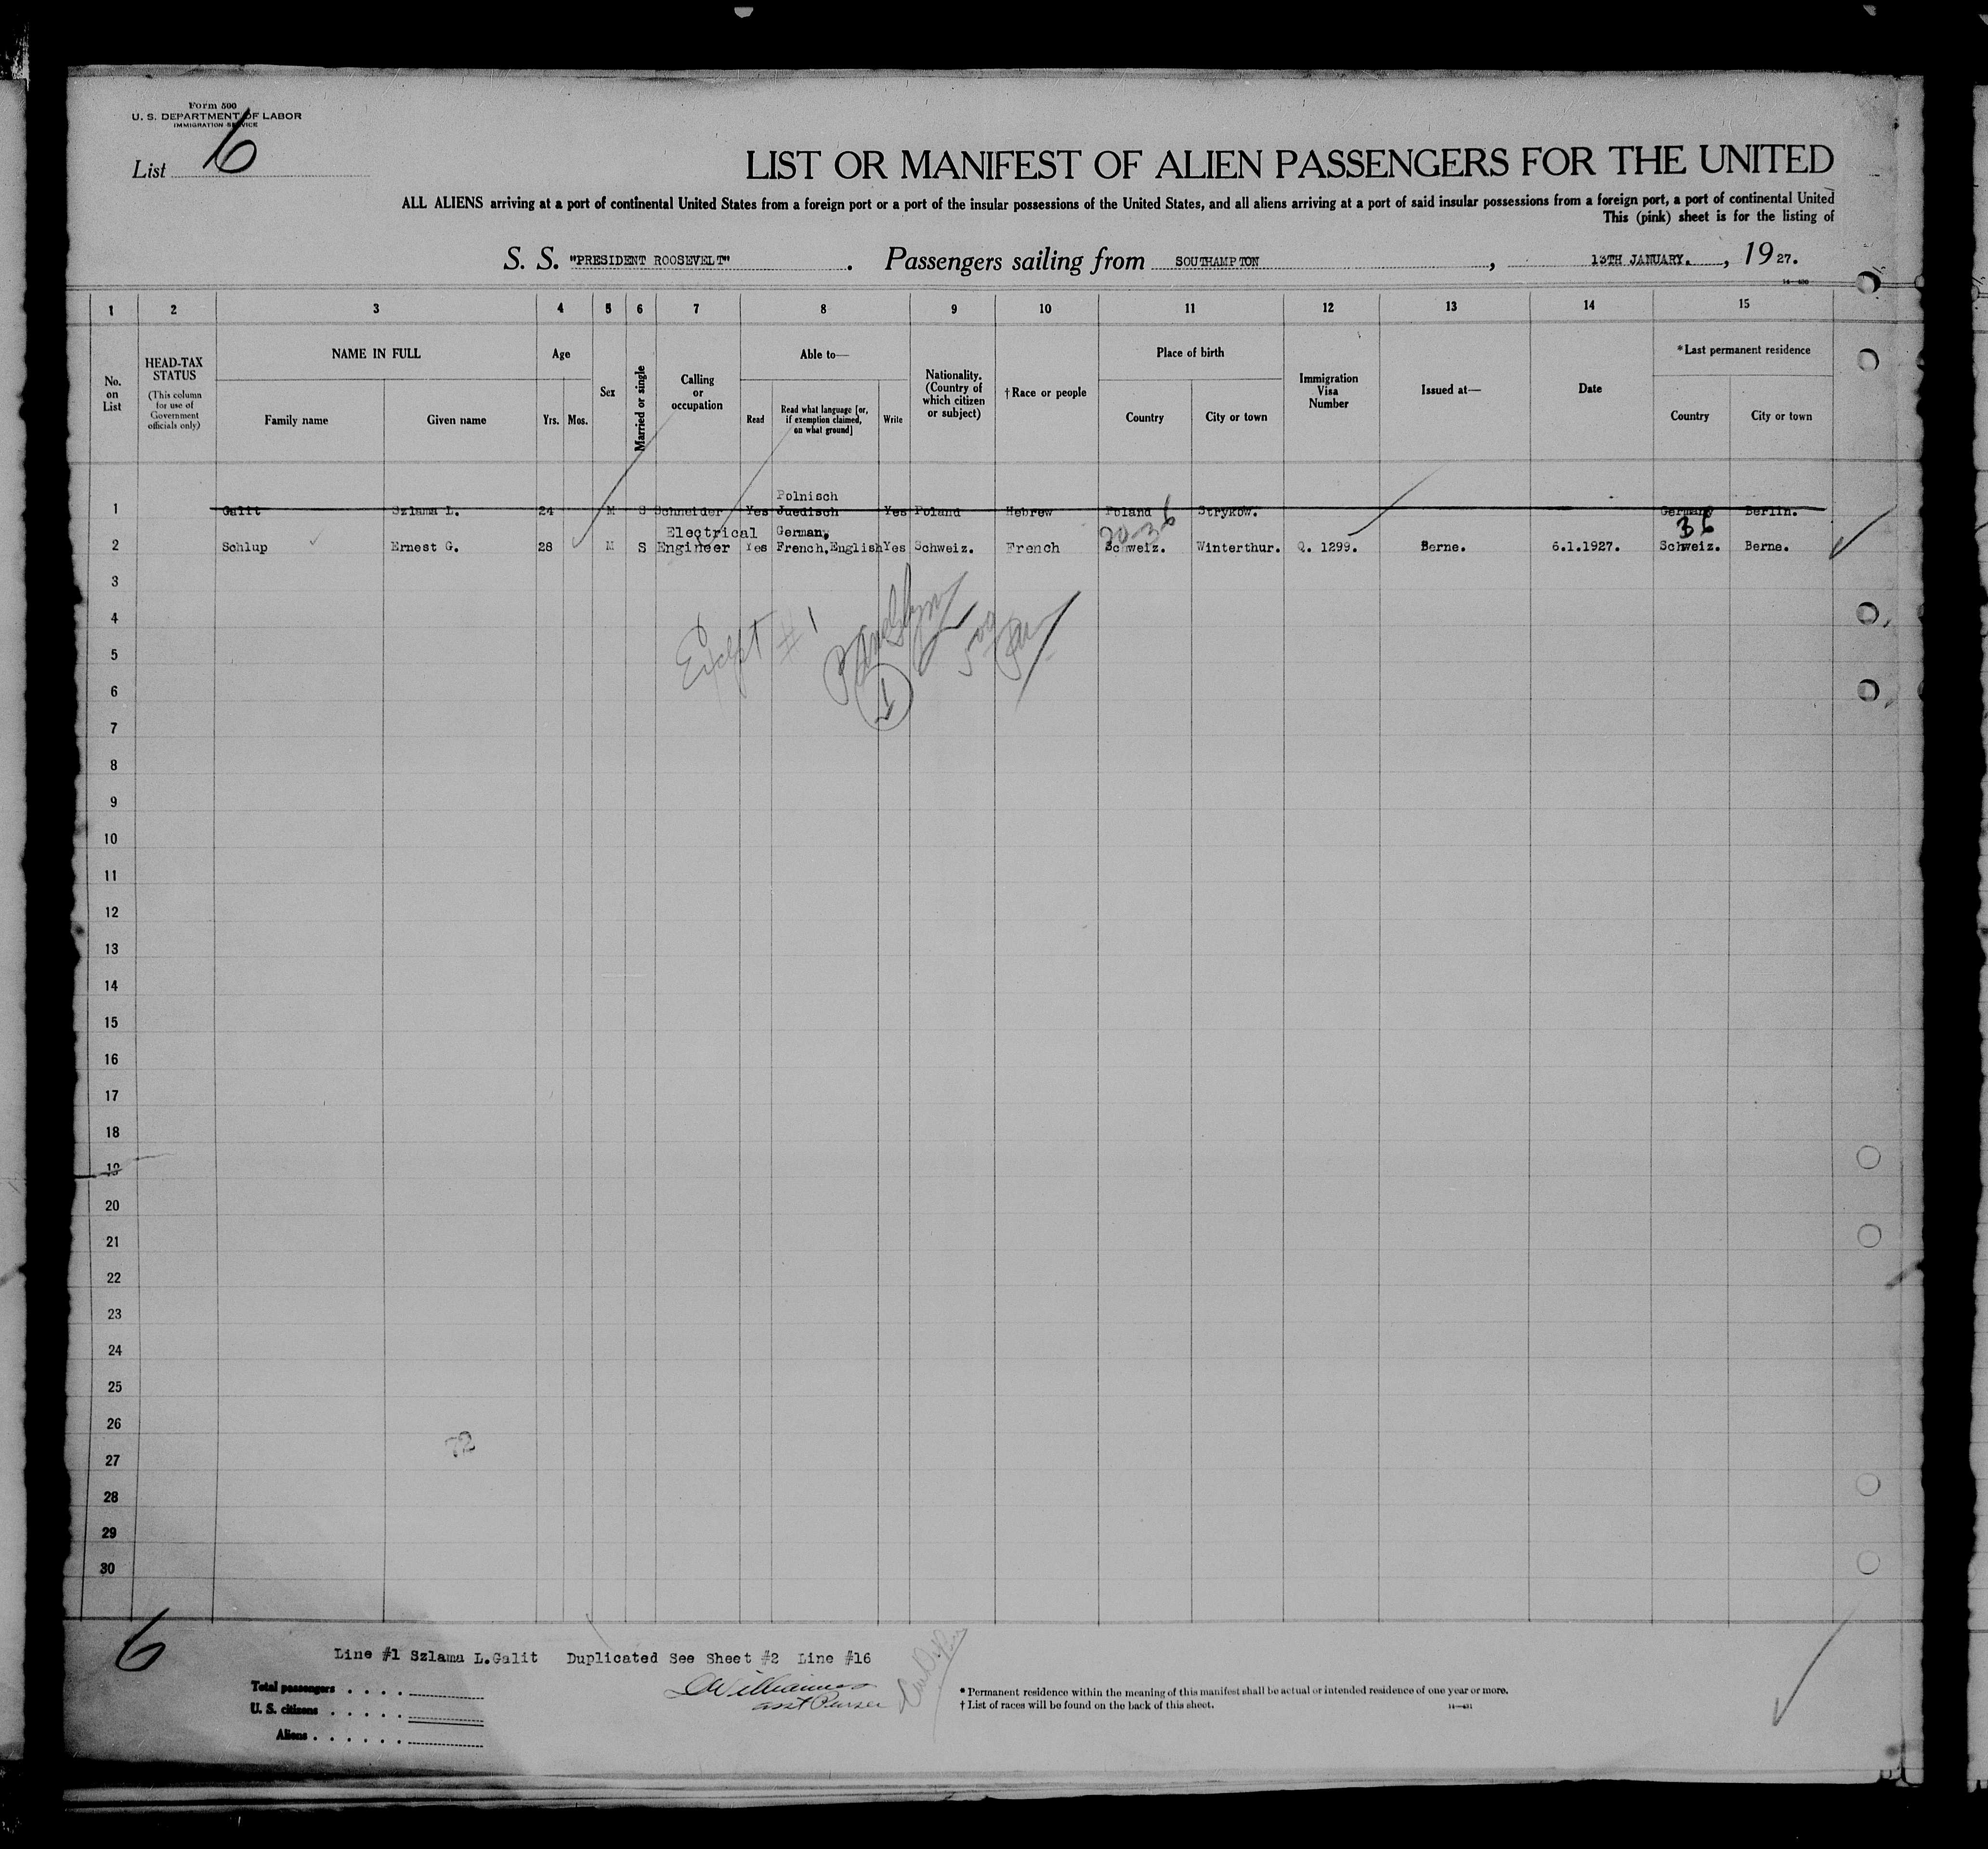 Form 500
U. S. DEPARTMENT OF LABOR
IMMIGRATION SERVICE
List 6
LIST OR MANIFEST OF ALIEN PASSENGERS FOR THE UNITED
ALL ALIENS arriving at a port of continental United States from a foreign port or a port of the insular possessions of the United States, and all aliens arriving at a port of said insular possessions from a foreign port, a port of continental United
This (pink) sheet is for the listing of
S. S. "PRESIDENT ROOSEVELT" . Passengers sailing from SOUTHAMPTON , 13TH JANUARY. , 19 27.
1 2 3 4 5 6 7 8 9 10 11 12 13 14 15
No. on List
HEAD-TAX STATUS (This column for use of Government officials only)
NAME IN FULL
Family name Given name
Age
Yrs. Mos.
Sex
Married or single
Calling or occupation
Able to—
Read Read what language [or, if exemption claimed, on what ground] Write
Nationality. (Country of which citizen or subject)
†Race or people
Place of birth
Country City or town
Immigration Visa Number
Issued at—
Date
*Last permanent residence
Country City or town
Polnisch
1 Galit Szlama L. 24 M S Schneider Yes Juedisch Yes Poland Hebrew Poland Strykow. Germany Berlin.
Electrical German,
20-36 36
2 Schlup Ernest G. 28 M S Engineer Yes French,English Yes Schweiz. French Schweiz. Winterthur. Q. 1299. Berne. 6.1.1927. Schweiz. Berne.
3
4
Except #1
5
6
1
7
8
9
10
11
12
13
14
15
16
17
18
19
20
21
22
23
24
25
26
72
27
28
29
30
6
Line #1 Szlama L.Galit Duplicated See Sheet #2 Line #16
Williams
asst Purser
Total passengers . . . .
U. S. citizens . . . . .
Aliens . . . . . .
* Permanent residence within the meaning of this manifest shall be actual or intended residence of one year or more.
† List of races will be found on the back of this sheet.
14—431